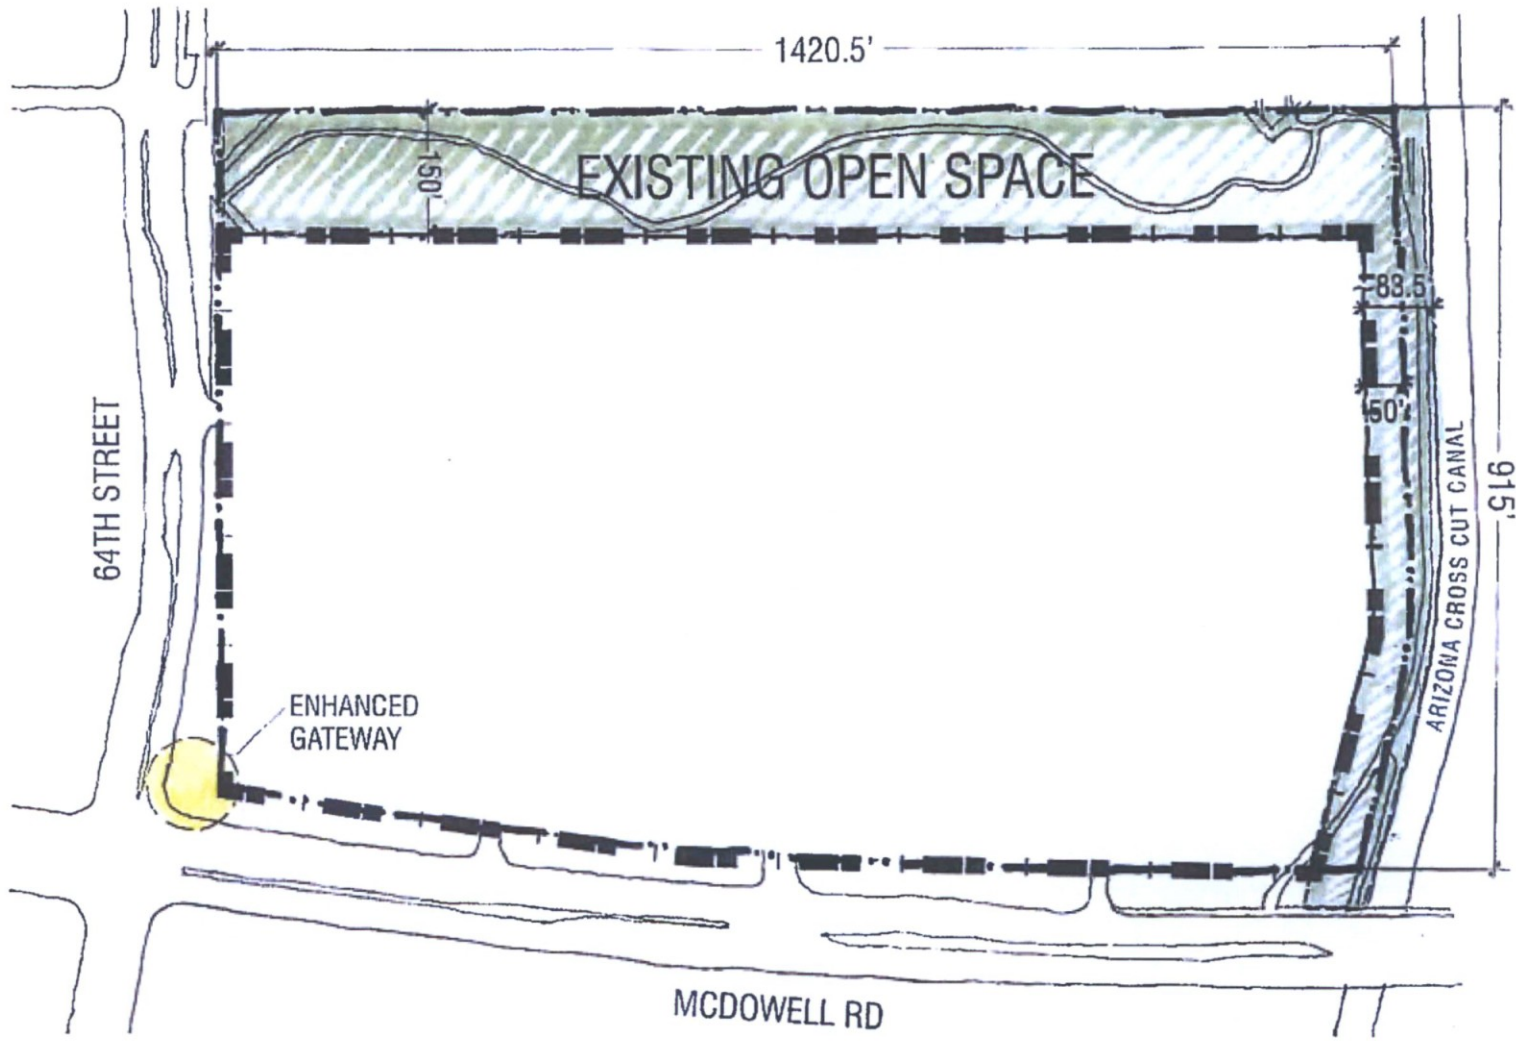 1420.5'
150'
EXISTING OPEN SPACE
83.5
50'
64TH STREET
ARIZONA CROSS CUT CANAL
915'
ENHANCED
GATEWAY
MCDOWELL RD